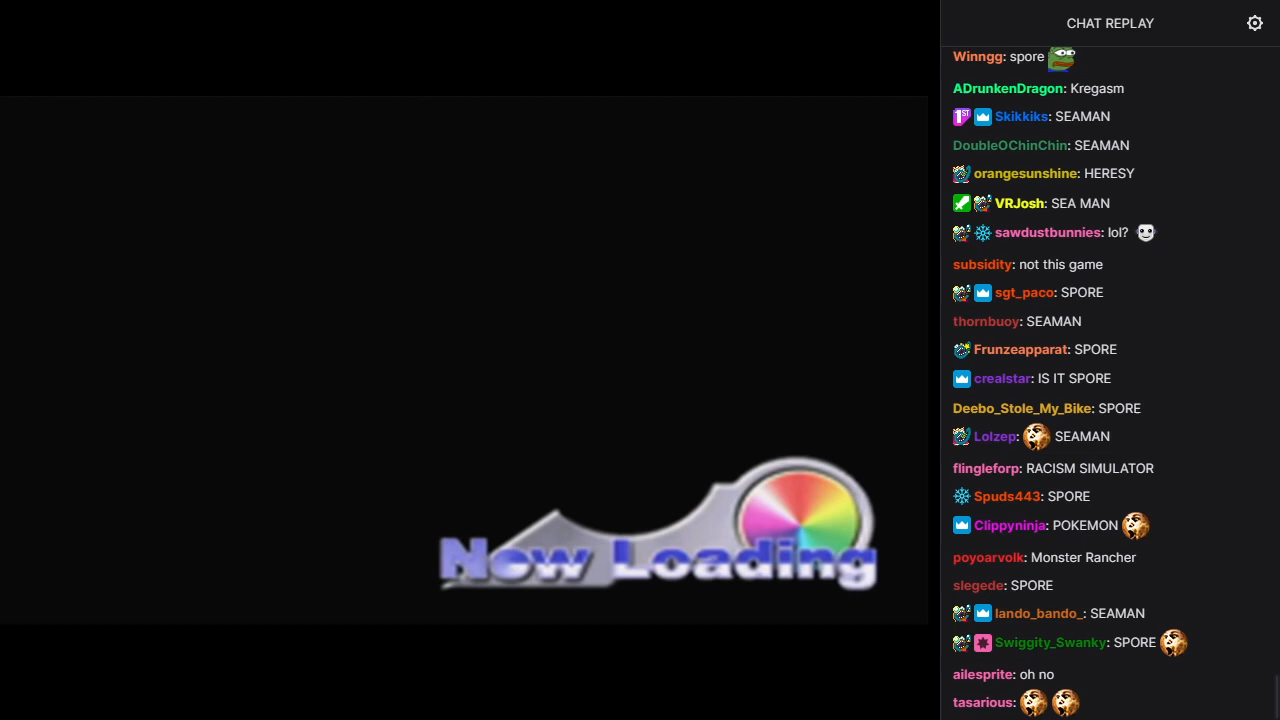 CHAT REPLAY
Winngg: spore
ADrunkenDragon: Kregasm
1ST Skikkiks: SEAMAN
DoubleOChinChin: SEAMAN
orangesunshine: HERESY
VRJosh: SEA MAN
sawdustbunnies: lol?
subsidity: not this game
sgt_paco: SPORE
thornbuoy: SEAMAN
Frunzeapparat: SPORE
crealstar: IS IT SPORE
Deebo_Stole_My_Bike: SPORE
Lolzep: SEAMAN
flingleforp: RACISM SIMULATOR
Spuds443: SPORE
Clippyninja: POKEMON
poyoarvolk: Monster Rancher
slegede: SPORE
lando_bando_: SEAMAN
Swiggity_Swanky: SPORE
ailesprite: oh no
tasarious:
Now Loading